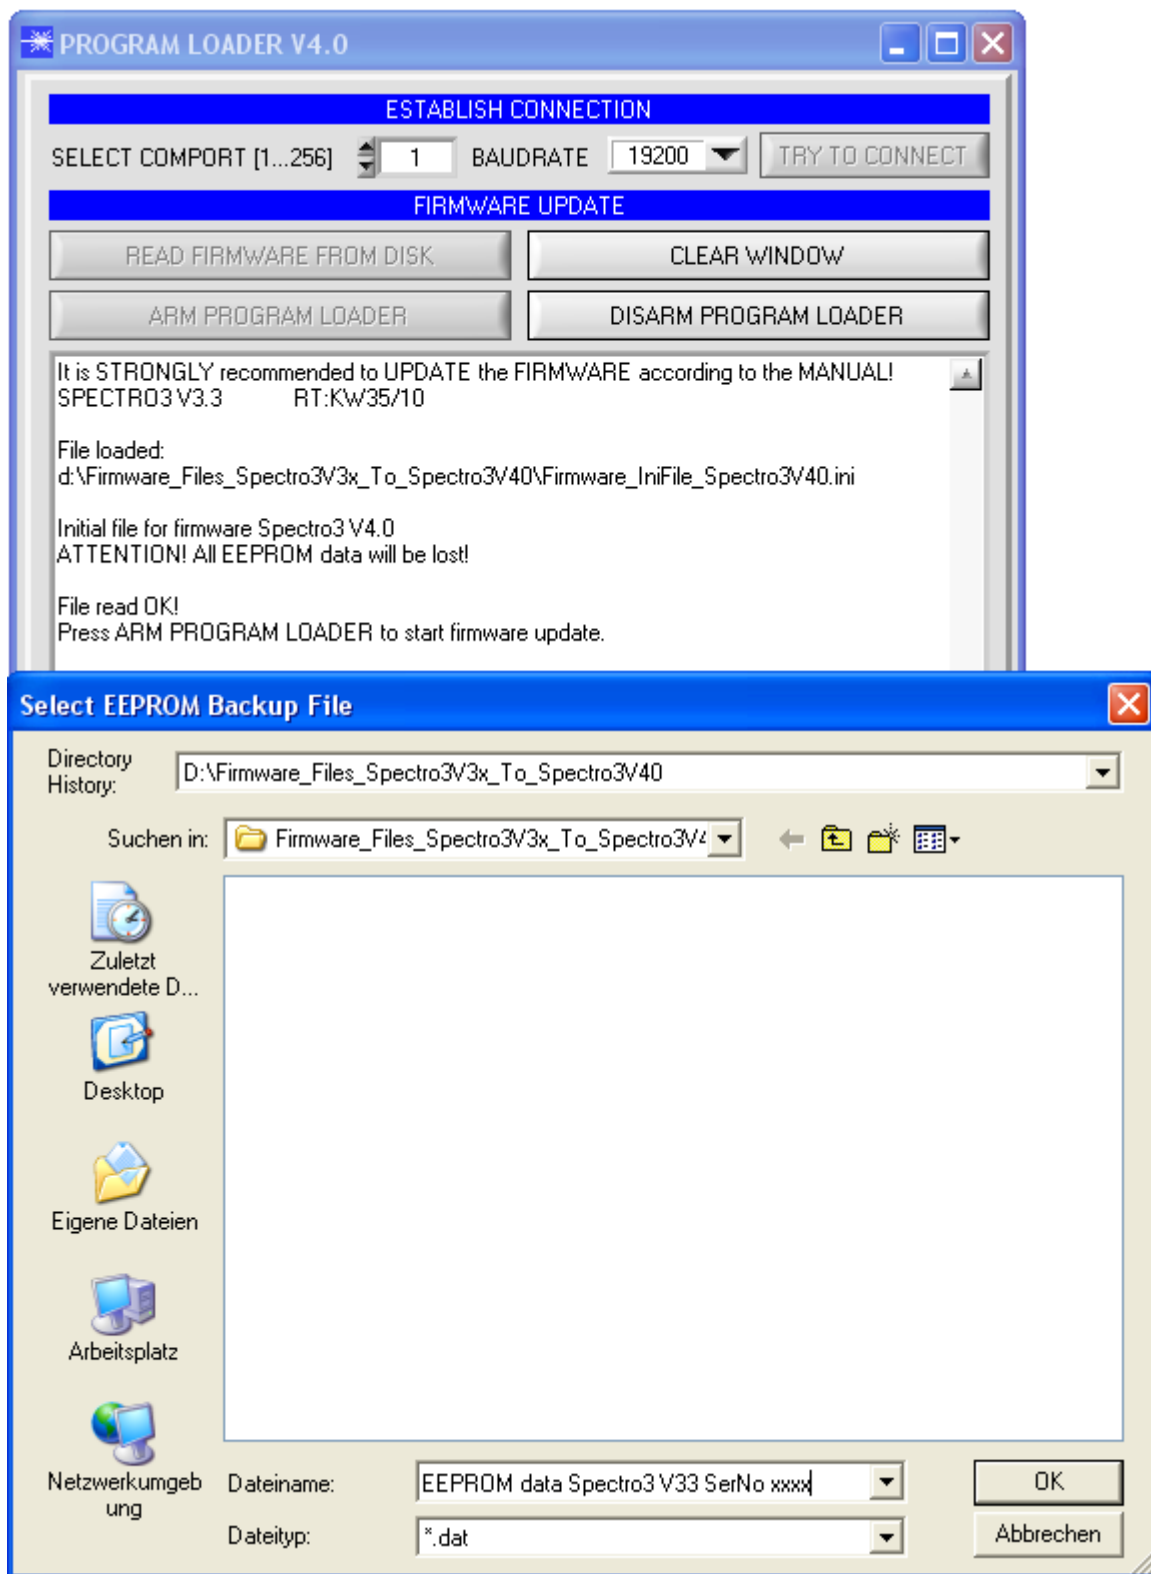 PROGRAM LOADER V4.0
ESTABLISH CONNECTION
SELECT COMPORT [1...256] 1 BAUDRATE 19200 TRY TO CONNECT
FIRMWARE UPDATE
READ FIRMWARE FROM DISK CLEAR WINDOW
ARM PROGRAM LOADER DISARM PROGRAM LOADER
It is STRONGLY recommended to UPDATE the FIRMWARE according to the MANUAL!
SPECTRO3 V3.3 RT:KW35/10
File loaded:
d:\Firmware_Files_Spectro3V3x_To_Spectro3V40\Firmware_IniFile_Spectro3V40.ini
Initial file for firmware Spectro3 V4.0
ATTENTION! All EEPROM data will be lost!
File read OK!
Press ARM PROGRAM LOADER to start firmware update.
Select EEPROM Backup File
Directory
History:
D:\Firmware_Files_Spectro3V3x_To_Spectro3V40
Suchen in: Firmware_Files_Spectro3V3x_To_Spectro3V4
Zuletzt
verwendete D...
Desktop
Eigene Dateien
Arbeitsplatz
Netzwerkumgeb
ung
Dateiname: EEPROM data Spectro3 V33 SerNo xxxx OK
Dateityp: *.dat Abbrechen